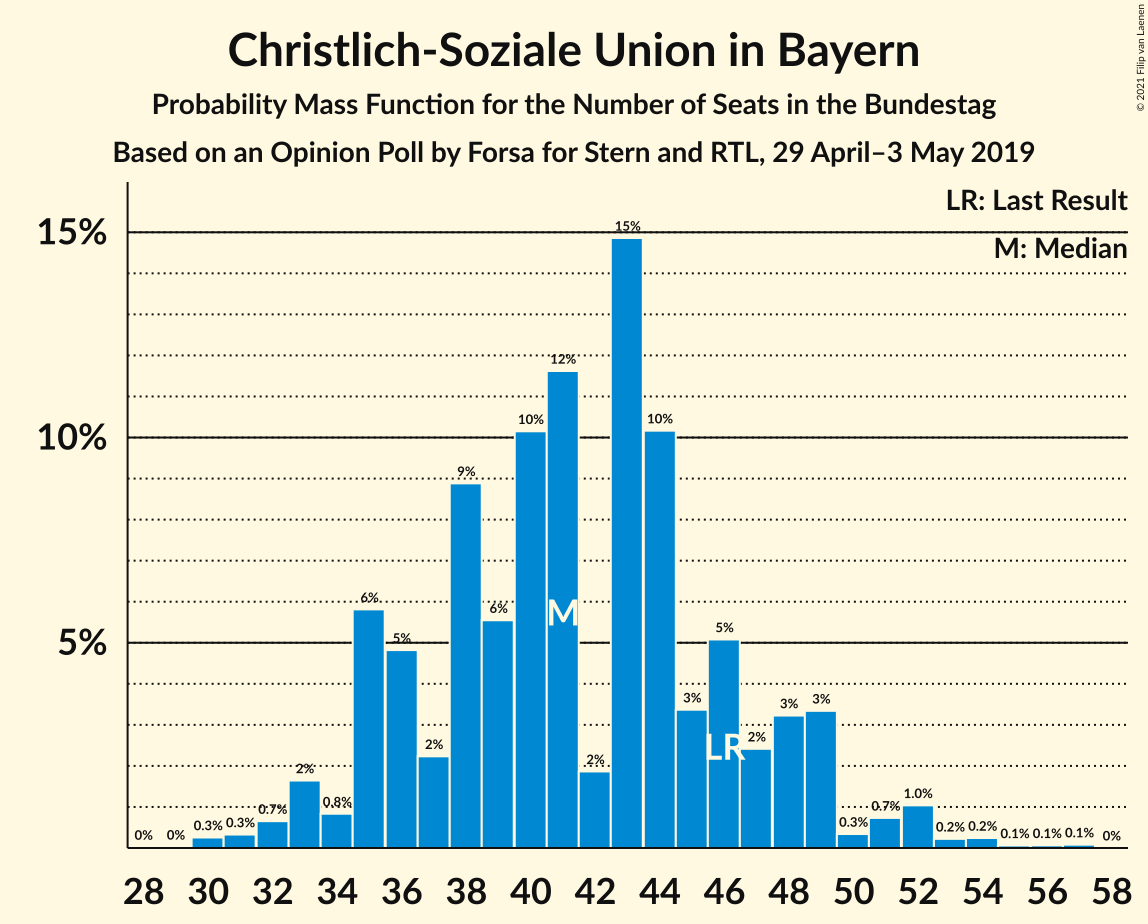 Christlich-Soziale Union in Bayern
Probability Mass Function for the Number of Seats in the Bundestag
Based on an Opinion Poll by Forsa for Stern and RTL, 29 April–3 May 2019
© 2021 Filip van Laenen
LR: Last Result
M: Median
15%
10%
5%
0% 0% 0.3% 0.3% 0.7% 2% 0.8% 6% 5% 2% 9% 6% 10% 12% 2% 15% 10% 3% 5% 2% 3% 3% 0.3% 0.7% 1.0% 0.2% 0.2% 0.1% 0.1% 0.1% 0%
M
LR
28 30 32 34 36 38 40 42 44 46 48 50 52 54 56 58